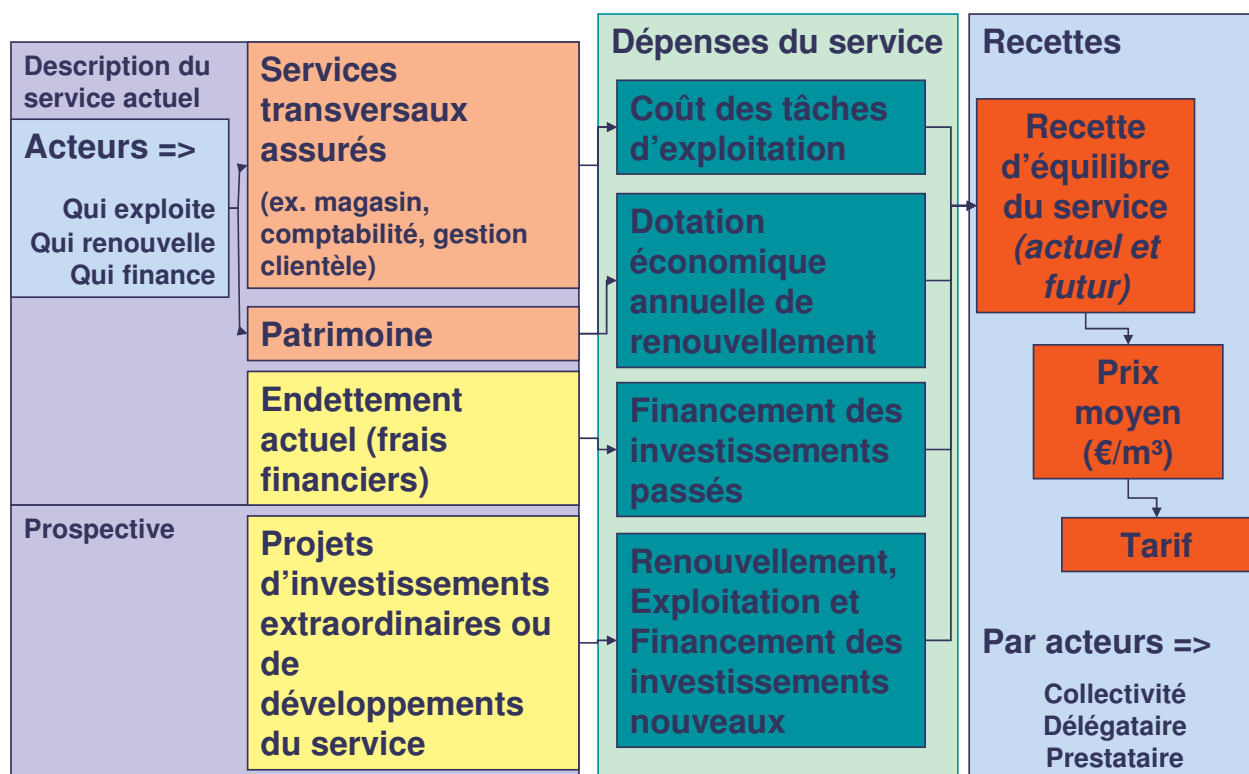 Description du
service actuel
Acteurs =>
Qui exploite
Qui renouvelle
Qui finance
Services
transversaux
assurés
(ex. magasin,
comptabilité, gestion
clientèle)
Patrimoine
Endettement
actuel (frais
financiers)
Prospective
Projets
d’investissements
extraordinaires ou
de
développements
du service
Dépenses du service
Coût des tâches
d’exploitation
Dotation
économique
annuelle de
renouvellement
Financement des
investissements
passés
Renouvellement,
Exploitation et
Financement des
investissements
nouveaux
Recettes
Recette
d’équilibre
du service
(actuel et
futur)
Prix
moyen
(€/m³)
Tarif
Par acteurs =>
Collectivité
Délégataire
Prestataire